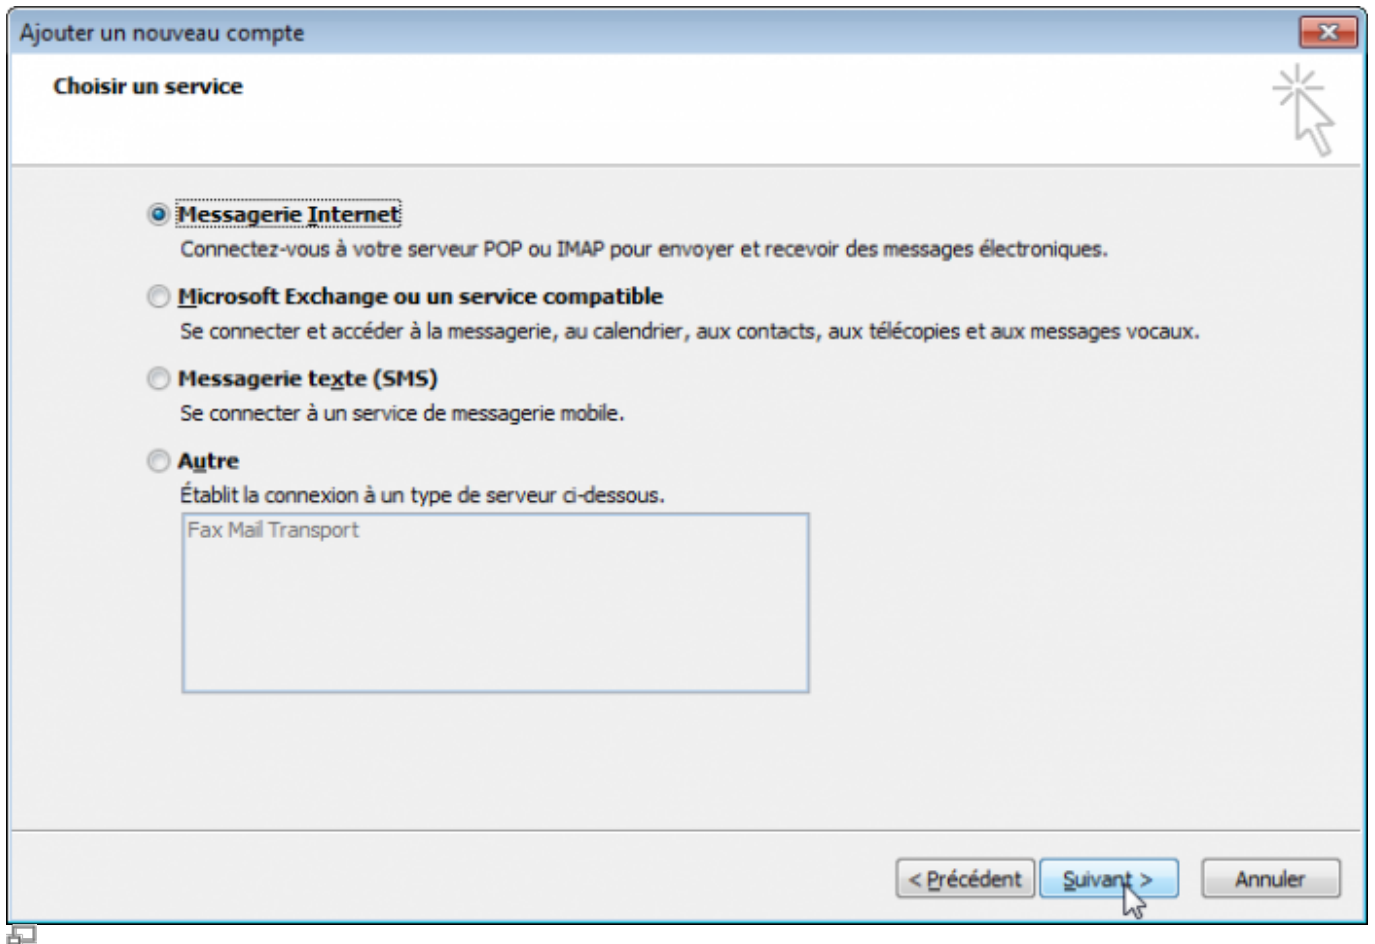 Ajouter un nouveau compte
Choisir un service
Messagerie Internet
Connectez-vous à votre serveur POP ou IMAP pour envoyer et recevoir des messages électroniques.
Microsoft Exchange ou un service compatible
Se connecter et accéder à la messagerie, au calendrier, aux contacts, aux télécopies et aux messages vocaux.
Messagerie texte (SMS)
Se connecter à un service de messagerie mobile.
Autre
Établit la connexion à un type de serveur ci-dessous.
Fax Mail Transport
< Précédent Suivant > Annuler